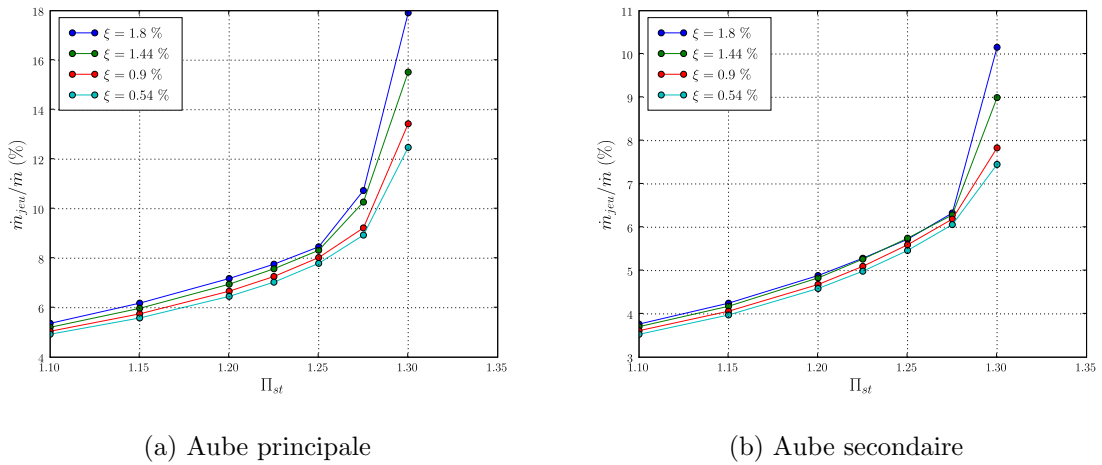 18
16
14
12
10
8
6
4
1.10 1.15 1.20 1.25 1.30 1.35
ξ = 1.8 %
ξ = 1.44 %
ξ = 0.9 %
ξ = 0.54 %
ṁ_jeu/ṁ (%)
Π_st
(a) Aube principale
11
10
9
8
7
6
5
4
3
1.10 1.15 1.20 1.25 1.30 1.35
ξ = 1.8 %
ξ = 1.44 %
ξ = 0.9 %
ξ = 0.54 %
ṁ_jeu/ṁ (%)
Π_st
(b) Aube secondaire